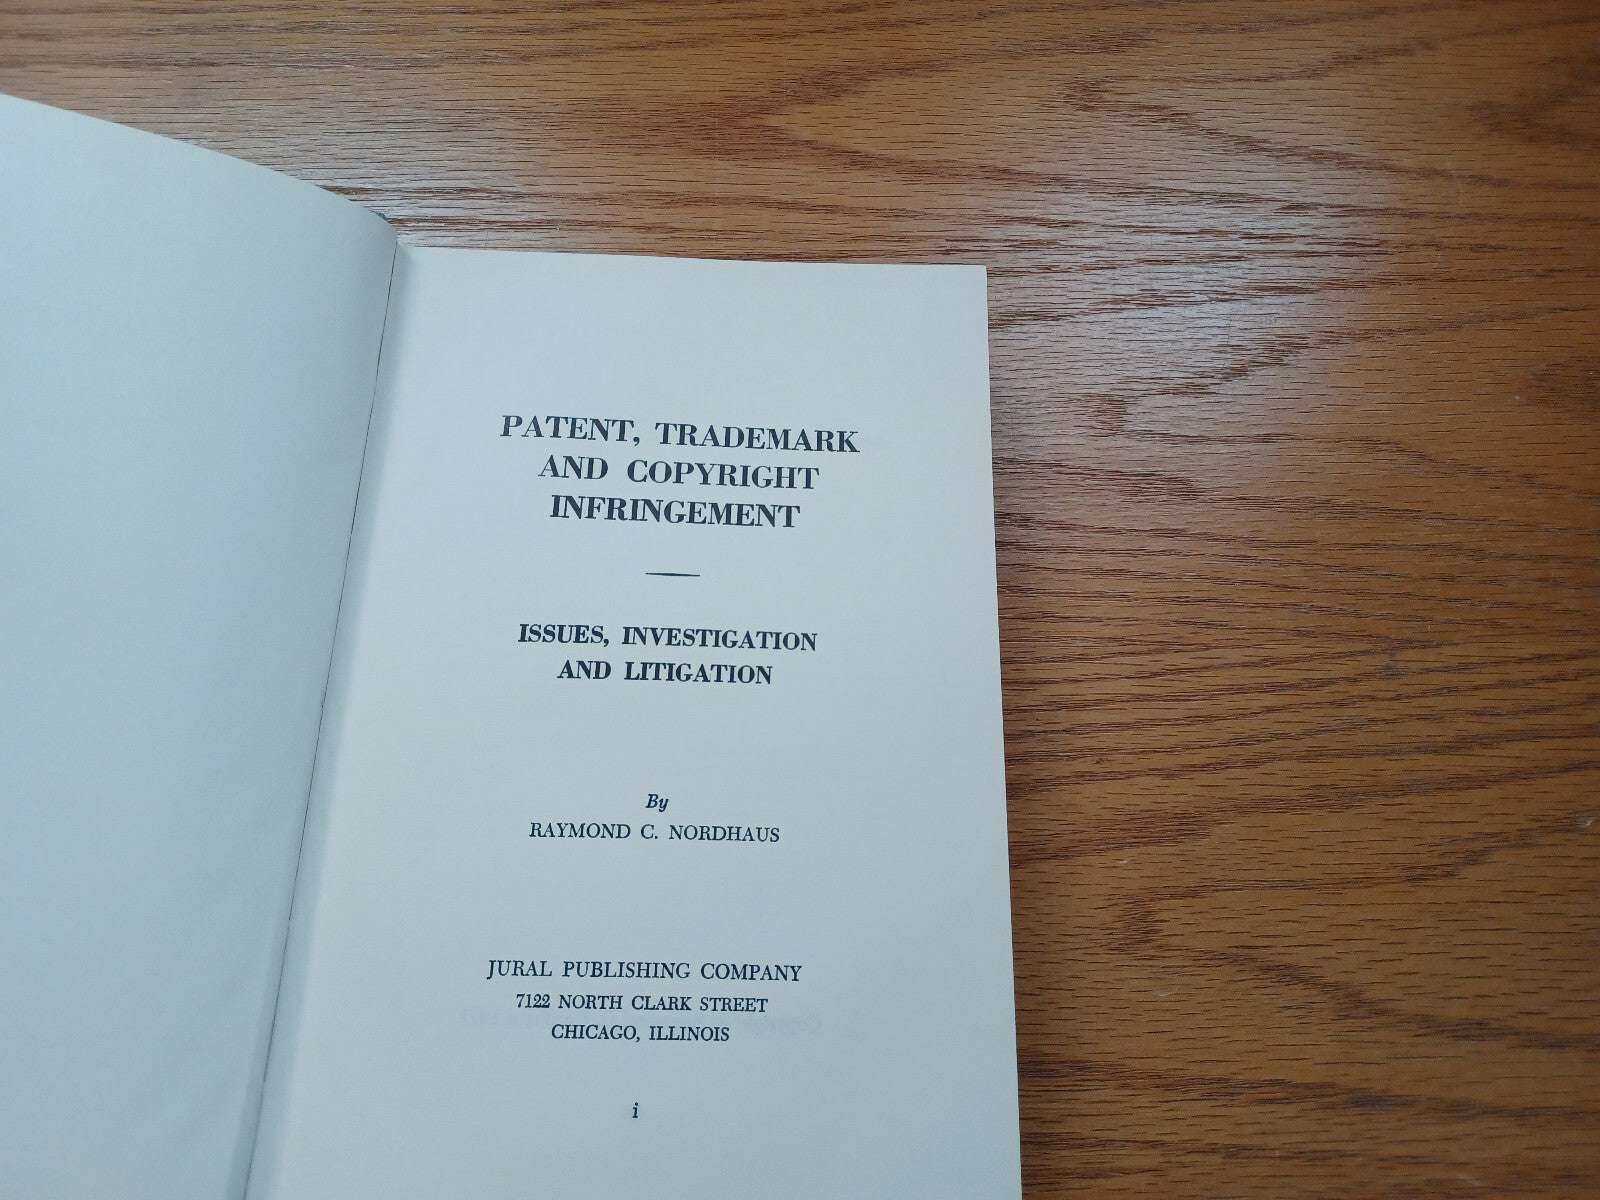 PATENT, TRADEMARK
AND COPYRIGHT
INFRINGEMENT
ISSUES, INVESTIGATION
AND LITIGATION
By
RAYMOND C. NORDHAUS
JURAL PUBLISHING COMPANY
7122 NORTH CLARK STREET
CHICAGO, ILLINOIS
i